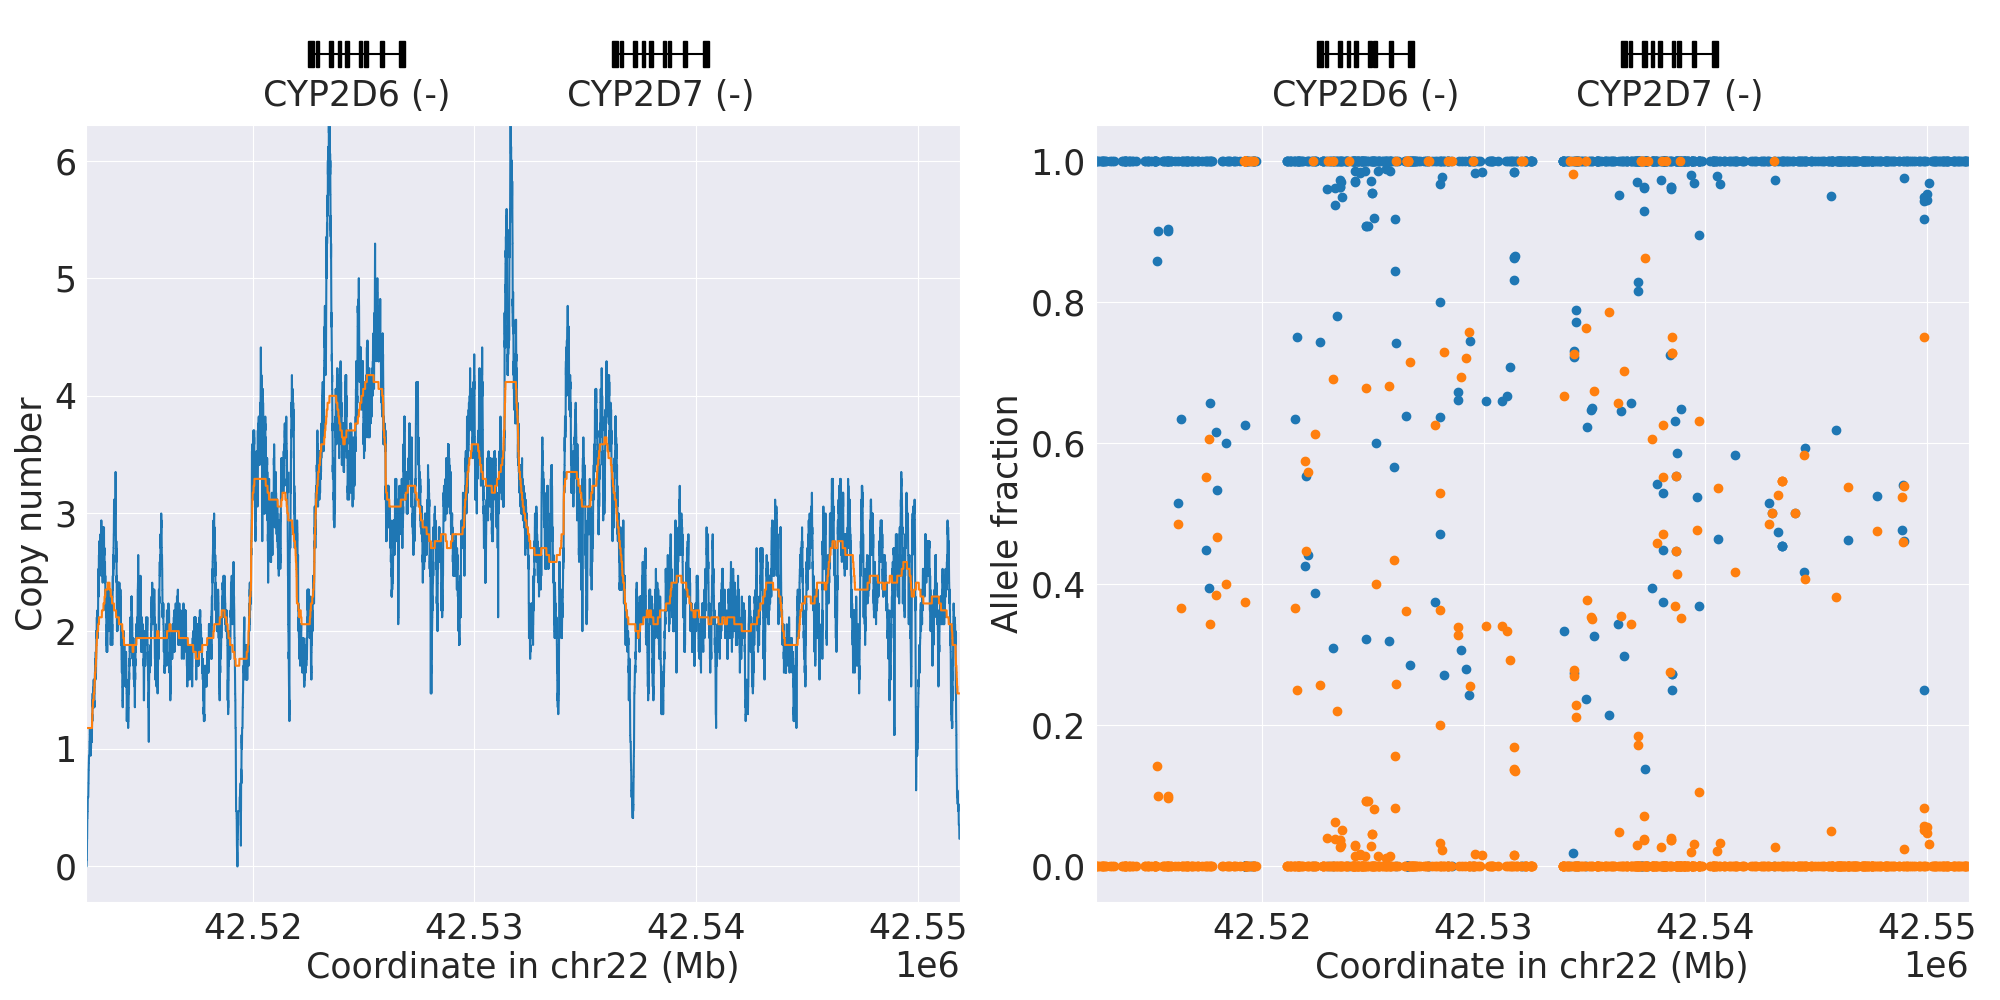 CYP2D6 (-) CYP2D7 (-)
6
5
4
3
2
1
0
Copy number
42.52 42.53 42.54 42.55
Coordinate in chr22 (Mb) 1e6
CYP2D6 (-) CYP2D7 (-)
1.0
0.8
0.6
0.4
0.2
0.0
Allele fraction
42.52 42.53 42.54 42.55
Coordinate in chr22 (Mb) 1e6